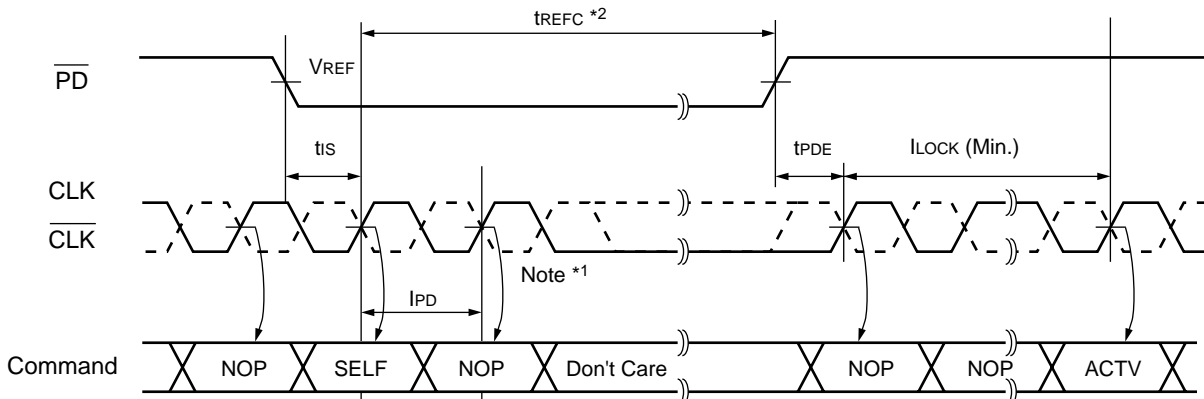 tREFC *2
PD
VREF
tIS
tPDE
lLOCK (Min.)
CLK
CLK
Note *1
lPD
Command
NOP
SELF
NOP
Don't Care
NOP
NOP
ACTV